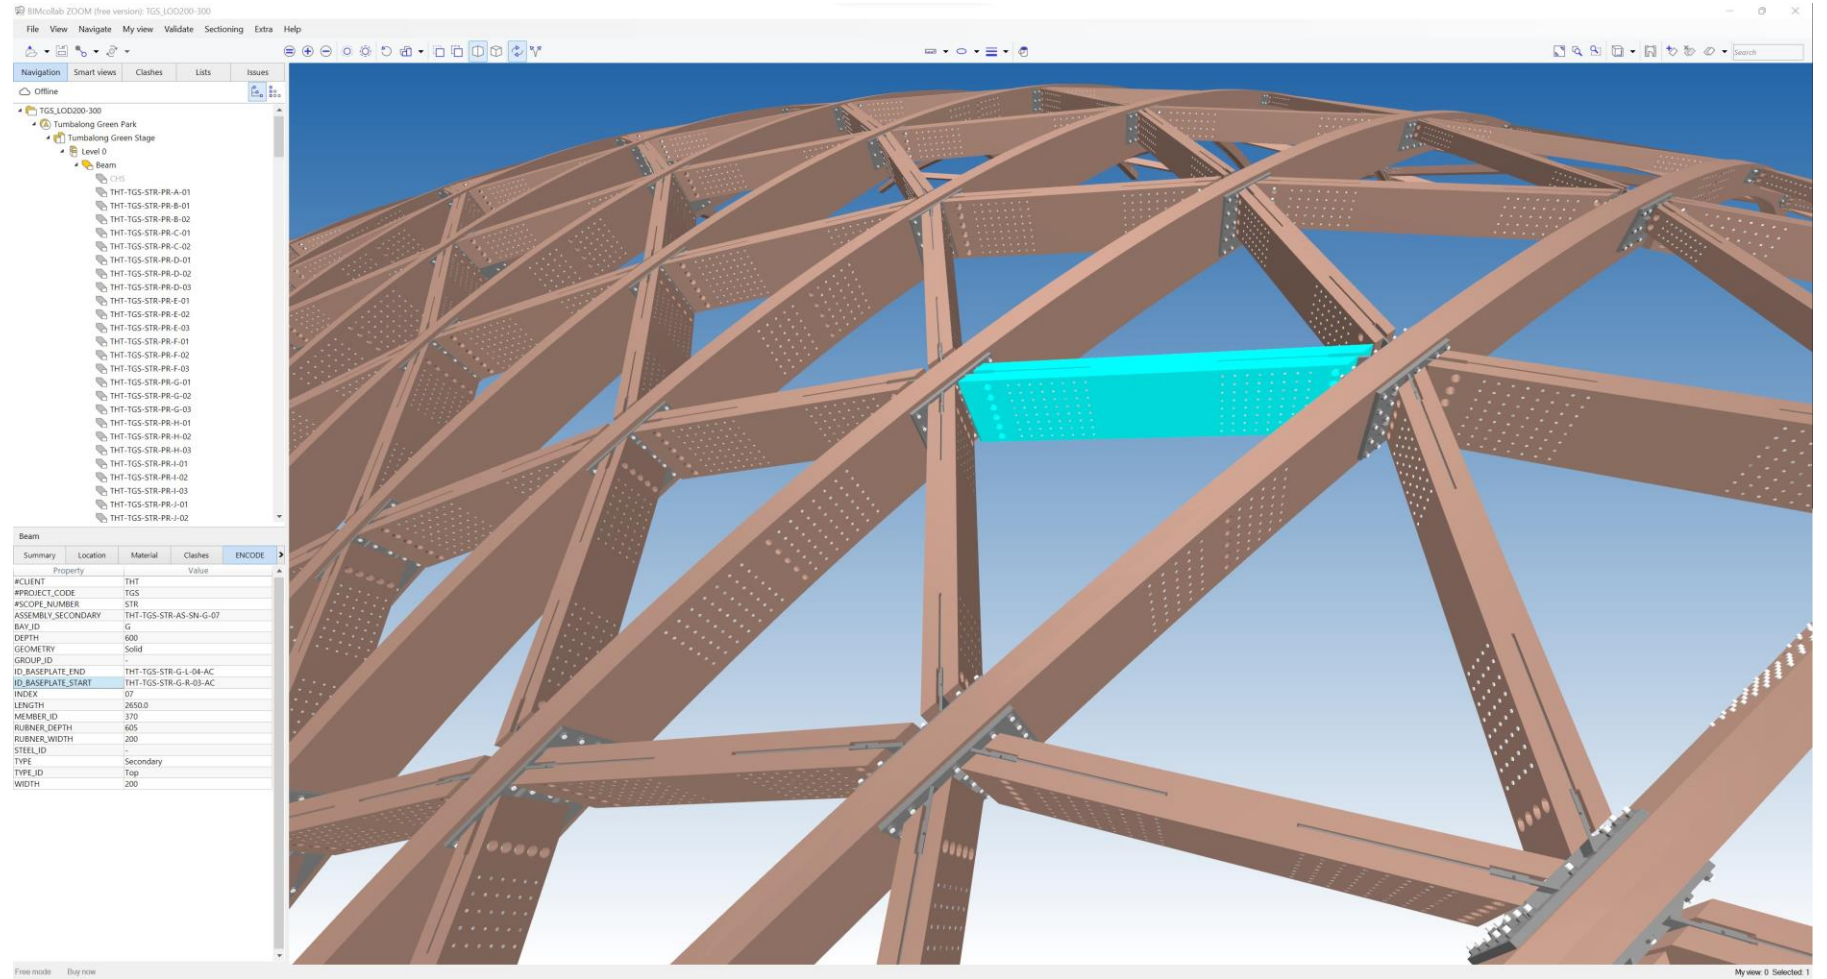 BIMcollab ZOOM (free version): TGS_LOD200-300
File View Navigate My view Validate Sectioning Extra Help
Search
Navigation Smart views Clashes Lists Issues
Offline
TGS_LOD200-300
Tumbalong Green Park
Tumbalong Green Stage
Level 0
Beam
CHS
THT-TGS-STR-PR-A-01
THT-TGS-STR-PR-B-01
THT-TGS-STR-PR-B-02
THT-TGS-STR-PR-C-01
THT-TGS-STR-PR-C-02
THT-TGS-STR-PR-D-01
THT-TGS-STR-PR-D-02
THT-TGS-STR-PR-D-03
THT-TGS-STR-PR-E-01
THT-TGS-STR-PR-E-02
THT-TGS-STR-PR-E-03
THT-TGS-STR-PR-F-01
THT-TGS-STR-PR-F-02
THT-TGS-STR-PR-F-03
THT-TGS-STR-PR-G-01
THT-TGS-STR-PR-G-02
THT-TGS-STR-PR-G-03
THT-TGS-STR-PR-H-01
THT-TGS-STR-PR-H-02
THT-TGS-STR-PR-H-03
THT-TGS-STR-PR-I-01
THT-TGS-STR-PR-I-02
THT-TGS-STR-PR-I-03
THT-TGS-STR-PR-J-01
THT-TGS-STR-PR-J-02
Beam
Summary Location Material Clashes ENCODE
Property Value
#CLIENT THT
#PROJECT_CODE TGS
#SCOPE_NUMBER STR
ASSEMBLY_SECONDARY THT-TGS-STR-AS-SN-G-07
BAY_ID G
DEPTH 600
GEOMETRY Solid
GROUP_ID -
ID_BASEPLATE_END THT-TGS-STR-G-L-04-AC
ID_BASEPLATE_START THT-TGS-STR-G-R-03-AC
INDEX 07
LENGTH 2650.0
MEMBER_ID 370
RUBNER_DEPTH 605
RUBNER_WIDTH 200
STEEL_ID -
TYPE Secondary
TYPE_ID Top
WIDTH 200
Free mode Buy now
My view: 0 Selected: 1